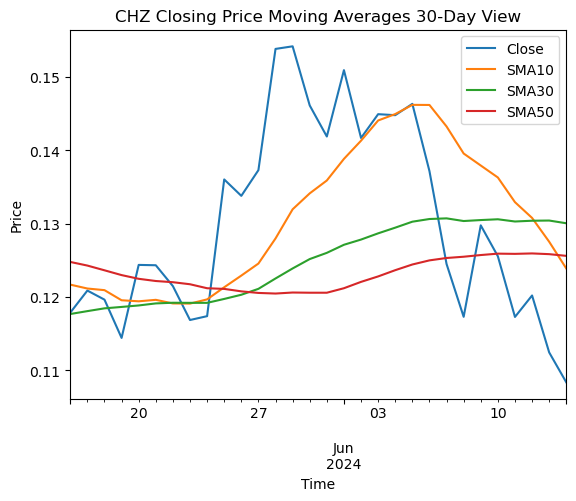 CHZ Closing Price Moving Averages 30-Day View
Close
SMA10
SMA30
SMA50
Price
0.15
0.14
0.13
0.12
0.11
20 27 03 10
Jun
2024
Time